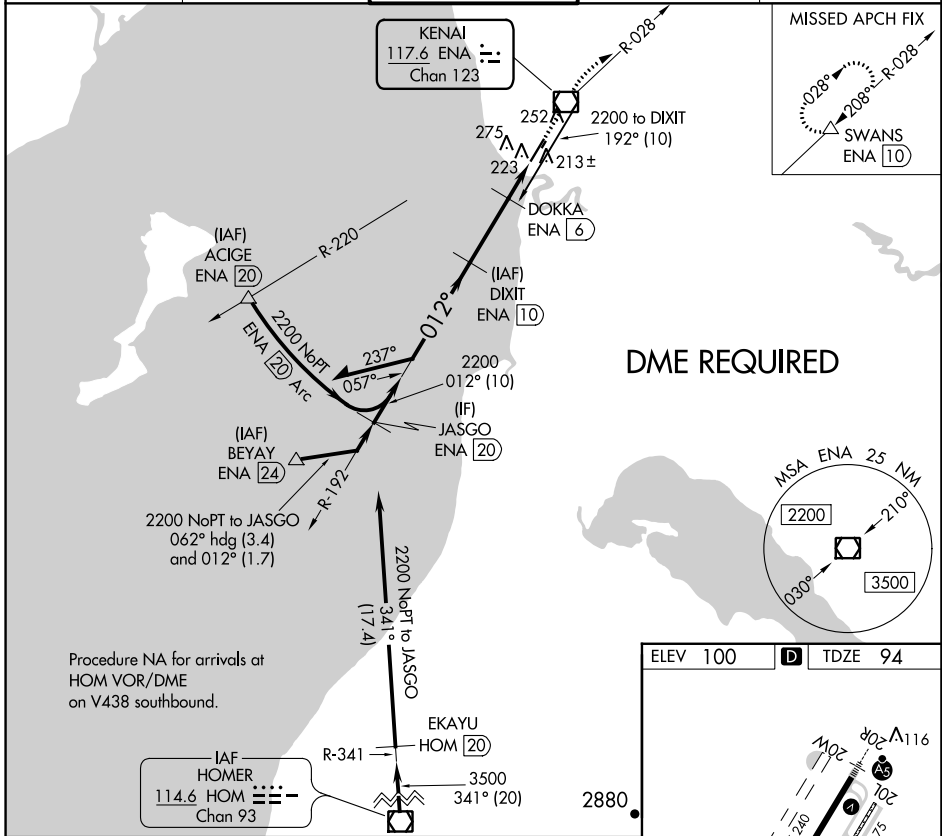 KENAI
117.6 ENA
Chan 123
R-028
MISSED APCH FIX
R-028
028°
208°
SWANS
ENA 10
252
2200 to DIXIT
192° (10)
275
223
213±
DOKKA
ENA 6
(IAF)
ACIGE
ENA 20
R-220
(IAF)
DIXIT
ENA 10
012°
2200 NoPT
ENA 20 Arc
237°
057°
2200
012° (10)
DME REQUIRED
(IF)
JASGO
ENA 20
(IAF)
BEYAY
ENA 24
R-192
2200 NoPT to JASGO
062° hdg (3.4)
and 012° (1.7)
MSA ENA 25 NM
2200
210°
030°
3500
2200 NoPT to JASGO
341°
(17.4)
Procedure NA for arrivals at
HOM VOR/DME
on V438 southbound.
ELEV 100
D
TDZE 94
EKAYU
HOM 20
R-341
IAF
HOMER
114.6 HOM
Chan 93
3500
341° (20)
2880
20W
20R
116
A5
20L
240
75